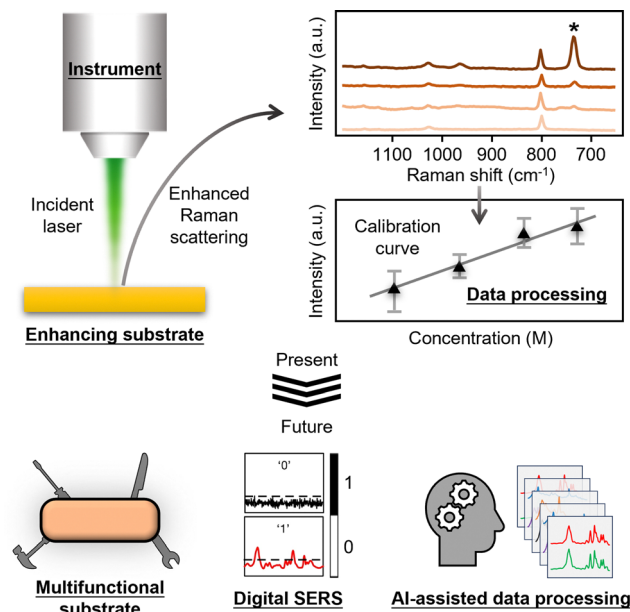 Instrument
Incident
laser
Enhanced
Raman
scattering
Enhancing substrate
*
Intensity (a.u.)
1100 1000 900 800 700
Raman shift (cm⁻¹)
Intensity (a.u.)
Calibration
curve
Data processing
Concentration (M)
Present
Future
Multifunctional
substrate
‘0’
‘1’
1
0
Digital SERS
AI-assisted data processing